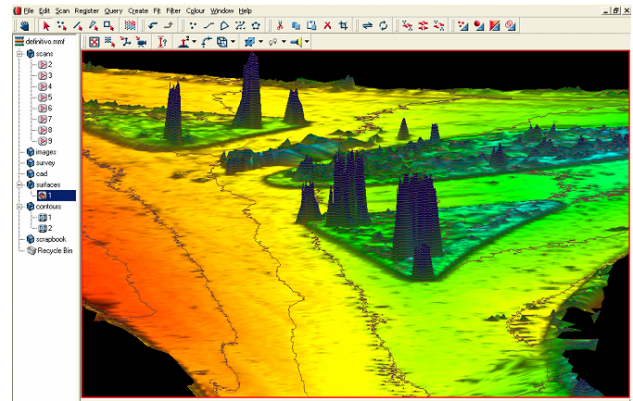 File Edit Scan Register Query Create Fit Filter Colour Window Help
definitivo.mmf
scans
2
3
4
5
6
7
8
9
images
survey
cad
surfaces
1
contours
1
2
scrapbook
Recycle Bin